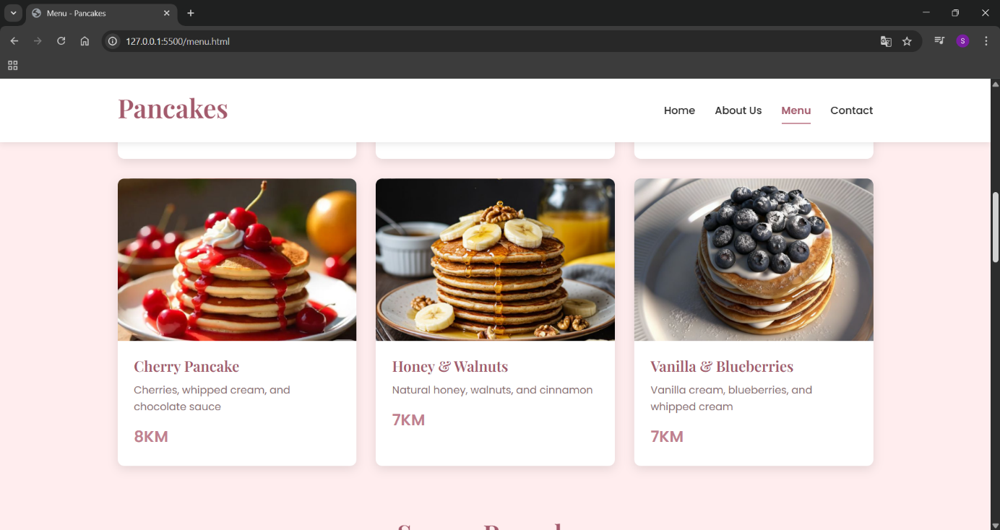 Menu - Pancakes
127.0.0.1:5500/menu.html
S
Pancakes
Home About Us Menu Contact
Cherry Pancake
Cherries, whipped cream, and
chocolate sauce
8KM
Honey & Walnuts
Natural honey, walnuts, and cinnamon
7KM
Vanilla & Blueberries
Vanilla cream, blueberries, and
whipped cream
7KM